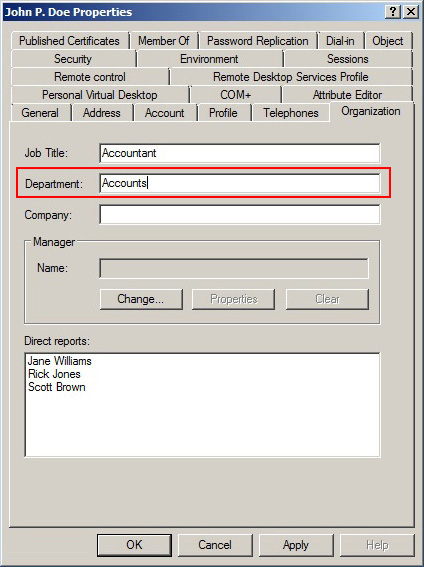 John P. Doe Properties
Published Certificates Member Of Password Replication Dial-in Object
Security Environment Sessions
Remote control Remote Desktop Services Profile
Personal Virtual Desktop COM+ Attribute Editor
General Address Account Profile Telephones Organization
Job Title: Accountant
Department: Accounts
Company:
Manager
Name:
Change... Properties Clear
Direct reports:
Jane Williams
Rick Jones
Scott Brown
OK Cancel Apply Help